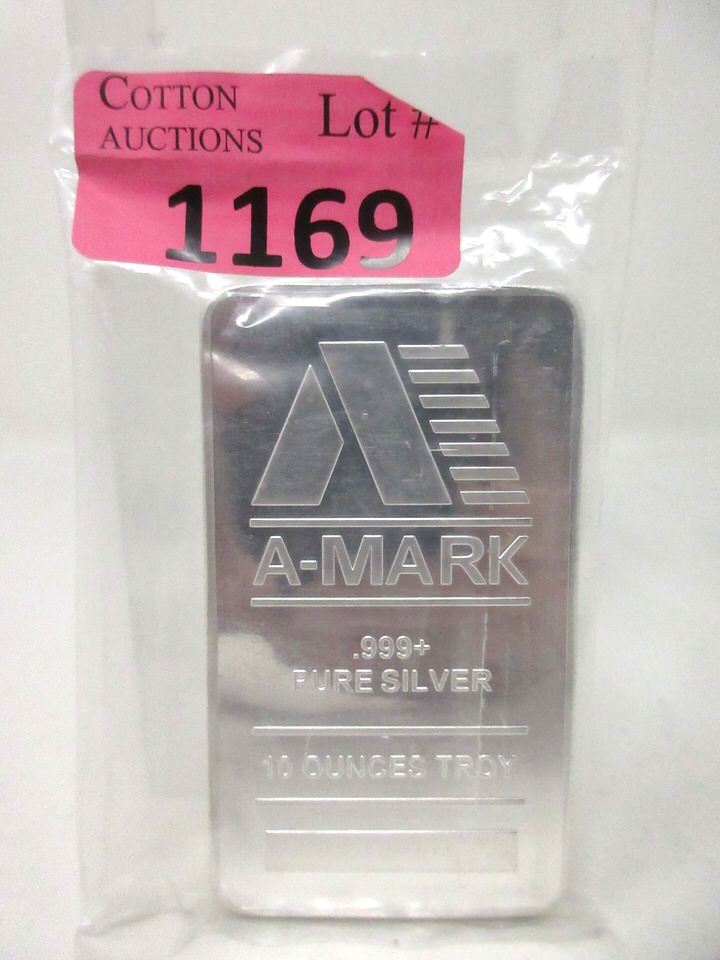 COTTON
AUCTIONS
Lot #
1169
A-MARK
.999+
PURE SILVER
10 OUNCES TROY